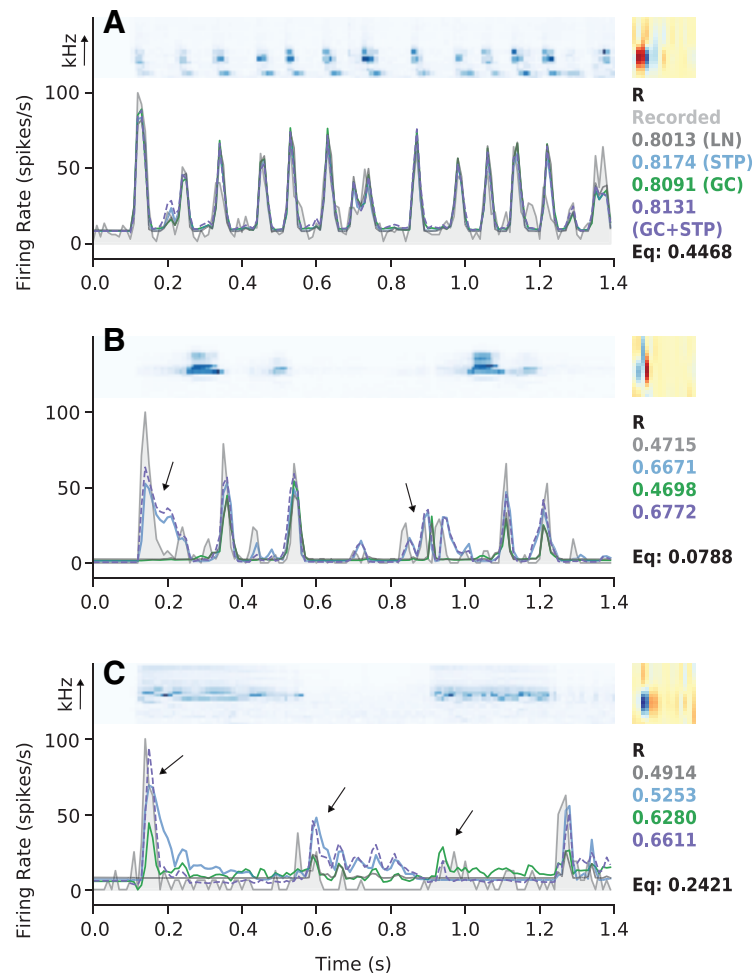 A
kHz
100
50
0
Firing Rate (spikes/s)
0.0 0.2 0.4 0.6 0.8 1.0 1.2 1.4
R
Recorded
0.8013 (LN)
0.8174 (STP)
0.8091 (GC)
0.8131
(GC+STP)
Eq: 0.4468
B
100
50
0
0.0 0.2 0.4 0.6 0.8 1.0 1.2 1.4
R
0.4715
0.6671
0.4698
0.6772
Eq: 0.0788
C
kHz
100
50
0
Firing Rate (spikes/s)
0.0 0.2 0.4 0.6 0.8 1.0 1.2 1.4
Time (s)
R
0.4914
0.5253
0.6280
0.6611
Eq: 0.2421